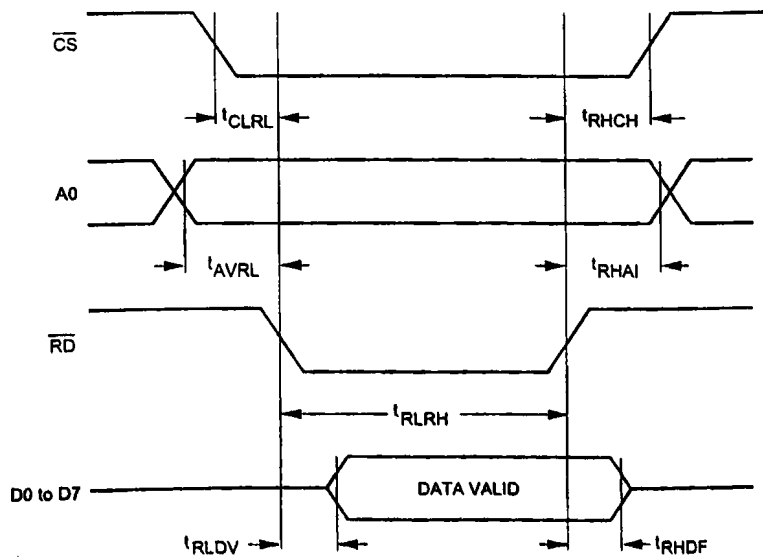 CS
tCLRL
tRHCH
A0
tAVRL
tRHAI
RD
tRLRH
D0 to D7
DATA VALID
tRLDV
tRHDF